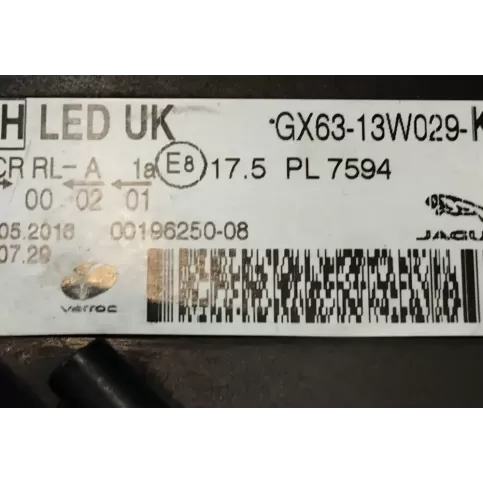 H LED UK GX63-13W029-K
CR RL-A 1a E8 17.5 PL 7594
00 02 01
05.2016 00196250-08
07.29
varroc
JAGU